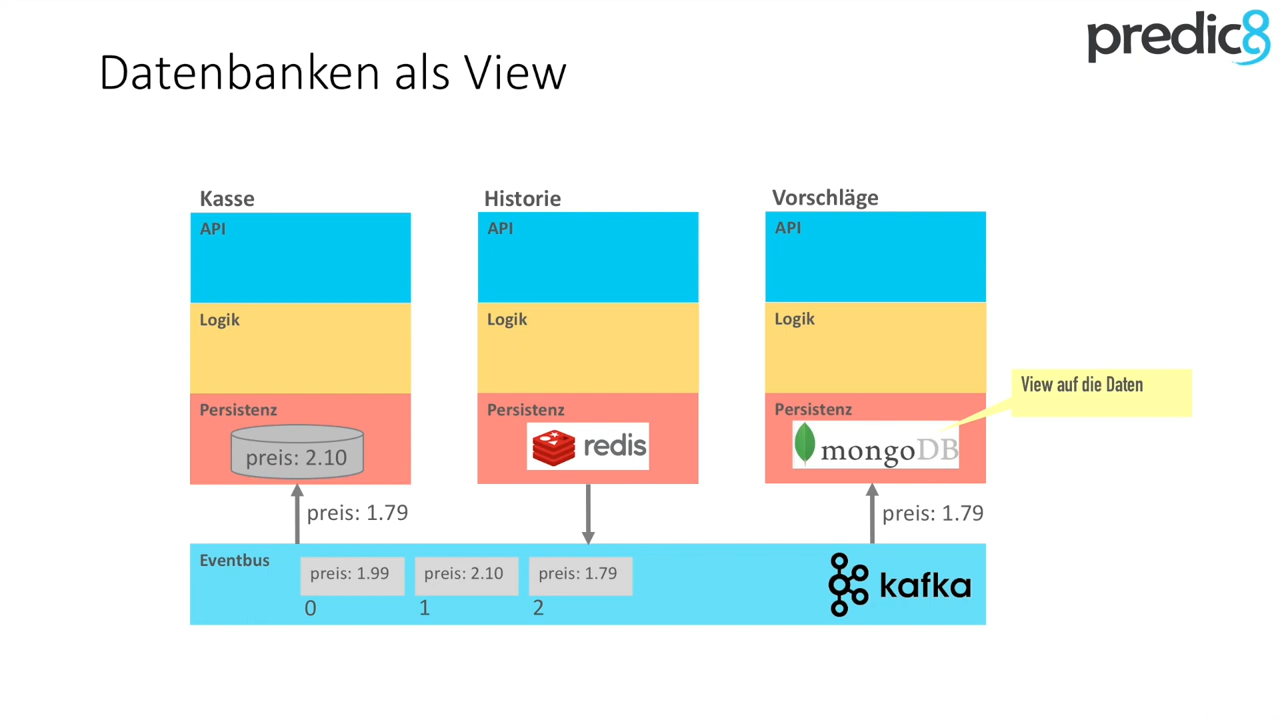 predic8
Datenbanken als View
Kasse
Historie
Vorschläge
API
API
API
Logik
Logik
Logik
View auf die Daten
Persistenz
Persistenz
Persistenz
preis: 2.10
redis
mongoDB
preis: 1.79
preis: 1.79
Eventbus
preis: 1.99
preis: 2.10
preis: 1.79
kafka
0
1
2